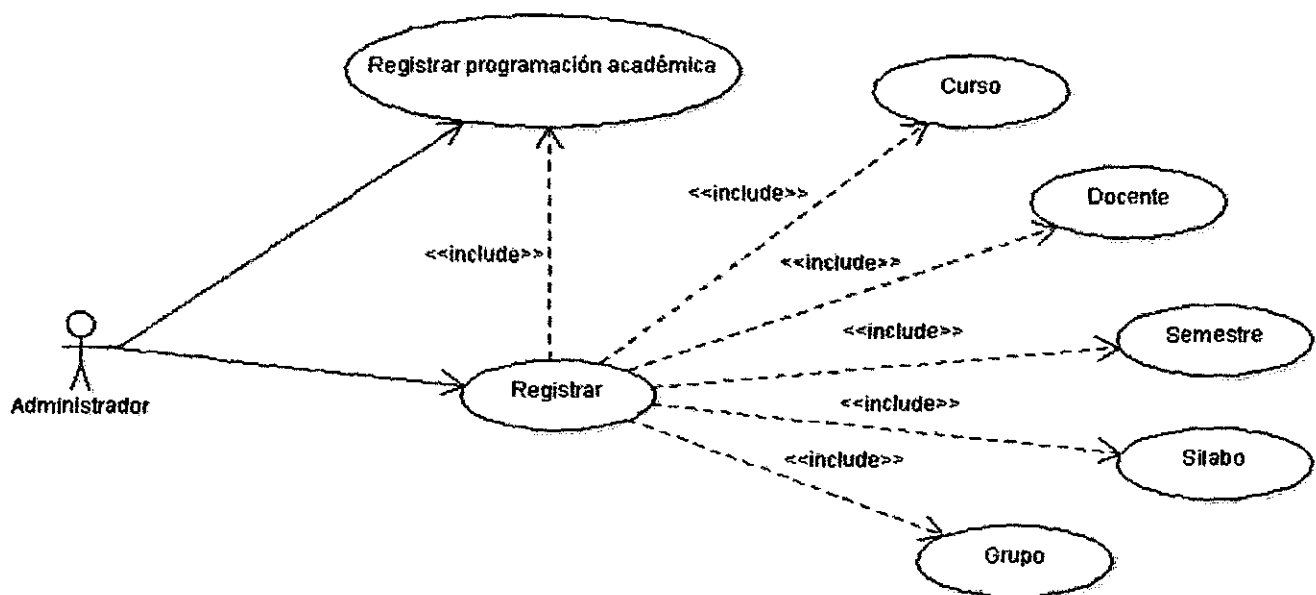 Registrar programación académica
Curso
<<include>>
Docente
<<include>>
<<include>>
<<include>>
Semestre
Registrar
<<include>>
Administrador
Silabo
<<include>>
Grupo